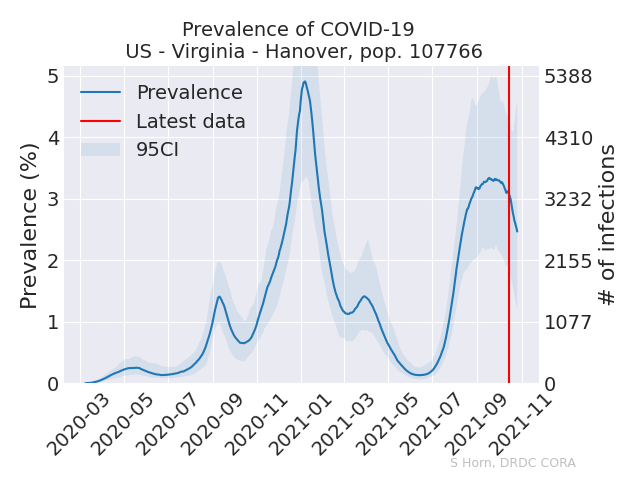 Prevalence of COVID-19
US - Virginia - Hanover, pop. 107766
Prevalence
Latest data
95CI
Prevalence (%)
5
4
3
2
1
0
5388
4310
3232
2155
1077
0
# of infections
2020-03
2020-05
2020-07
2020-09
2020-11
2021-01
2021-03
2021-05
2021-07
2021-09
2021-11
S Horn, DRDC CORA